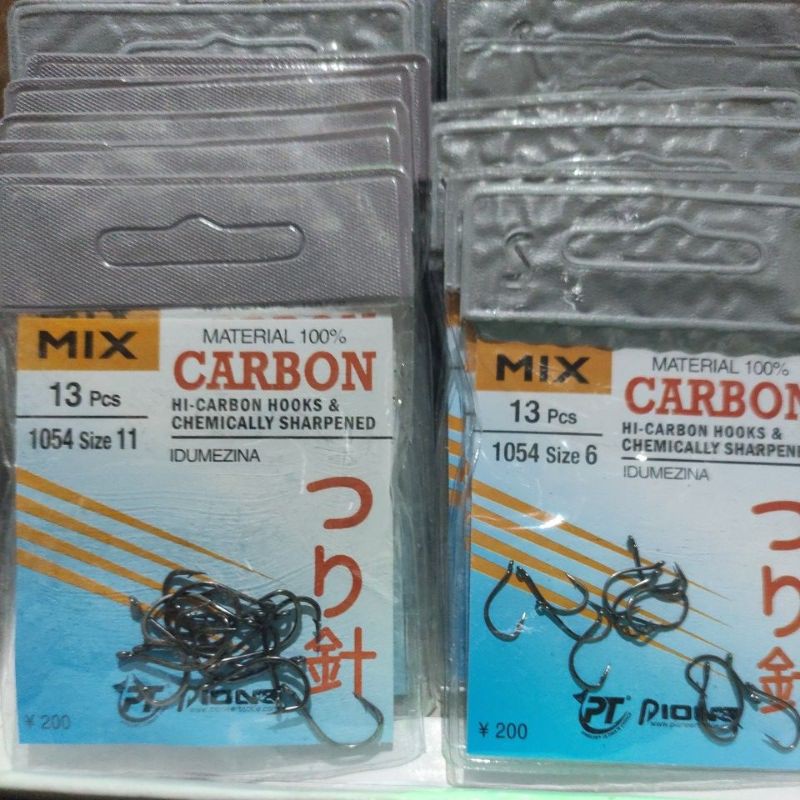 MIX
13 Pcs
1054 Size 11
MATERIAL 100%
CARBON
HI-CARBON HOOKS &
CHEMICALLY SHARPENED
IDUMEZINA
つり針
PT
¥ 200
MIX
13 Pcs
1054 Size 6
MATERIAL 100%
CARBON
HI-CARBON HOOKS &
CHEMICALLY SHARPENE
IDUMEZINA
つり針
PT
¥ 200